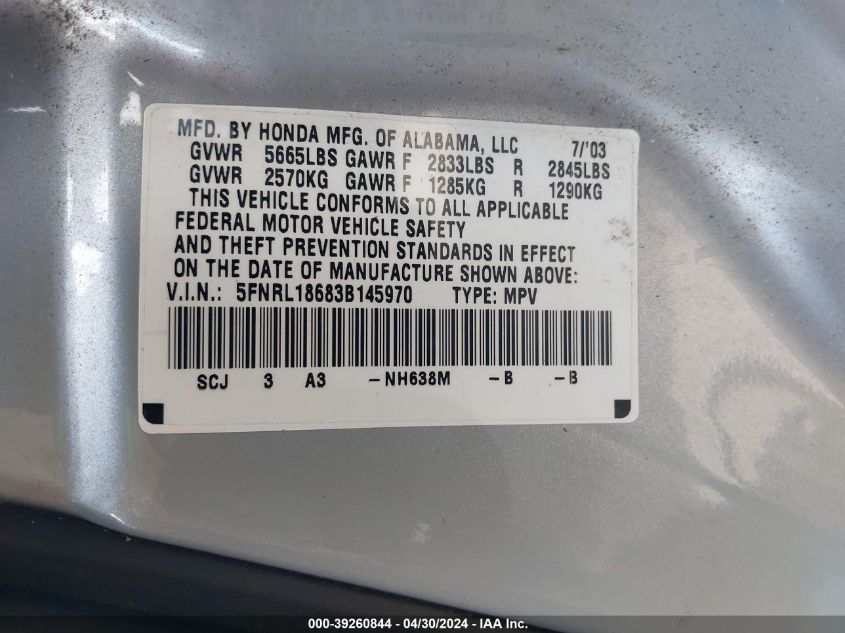 MFD. BY HONDA MFG. OF ALABAMA, LLC 7/'03
GVWR 5665LBS GAWR F 2833LBS R 2845LBS
GVWR 2570KG GAWR F 1285KG R 1290KG
THIS VEHICLE CONFORMS TO ALL APPLICABLE
FEDERAL MOTOR VEHICLE SAFETY
AND THEFT PREVENTION STANDARDS IN EFFECT
ON THE DATE OF MANUFACTURE SHOWN ABOVE:
V.I.N.: 5FNRL18683B145970 TYPE: MPV
SCJ 3 A3 -NH638M -B -B
000-39260844 - 04/30/2024 - IAA Inc.